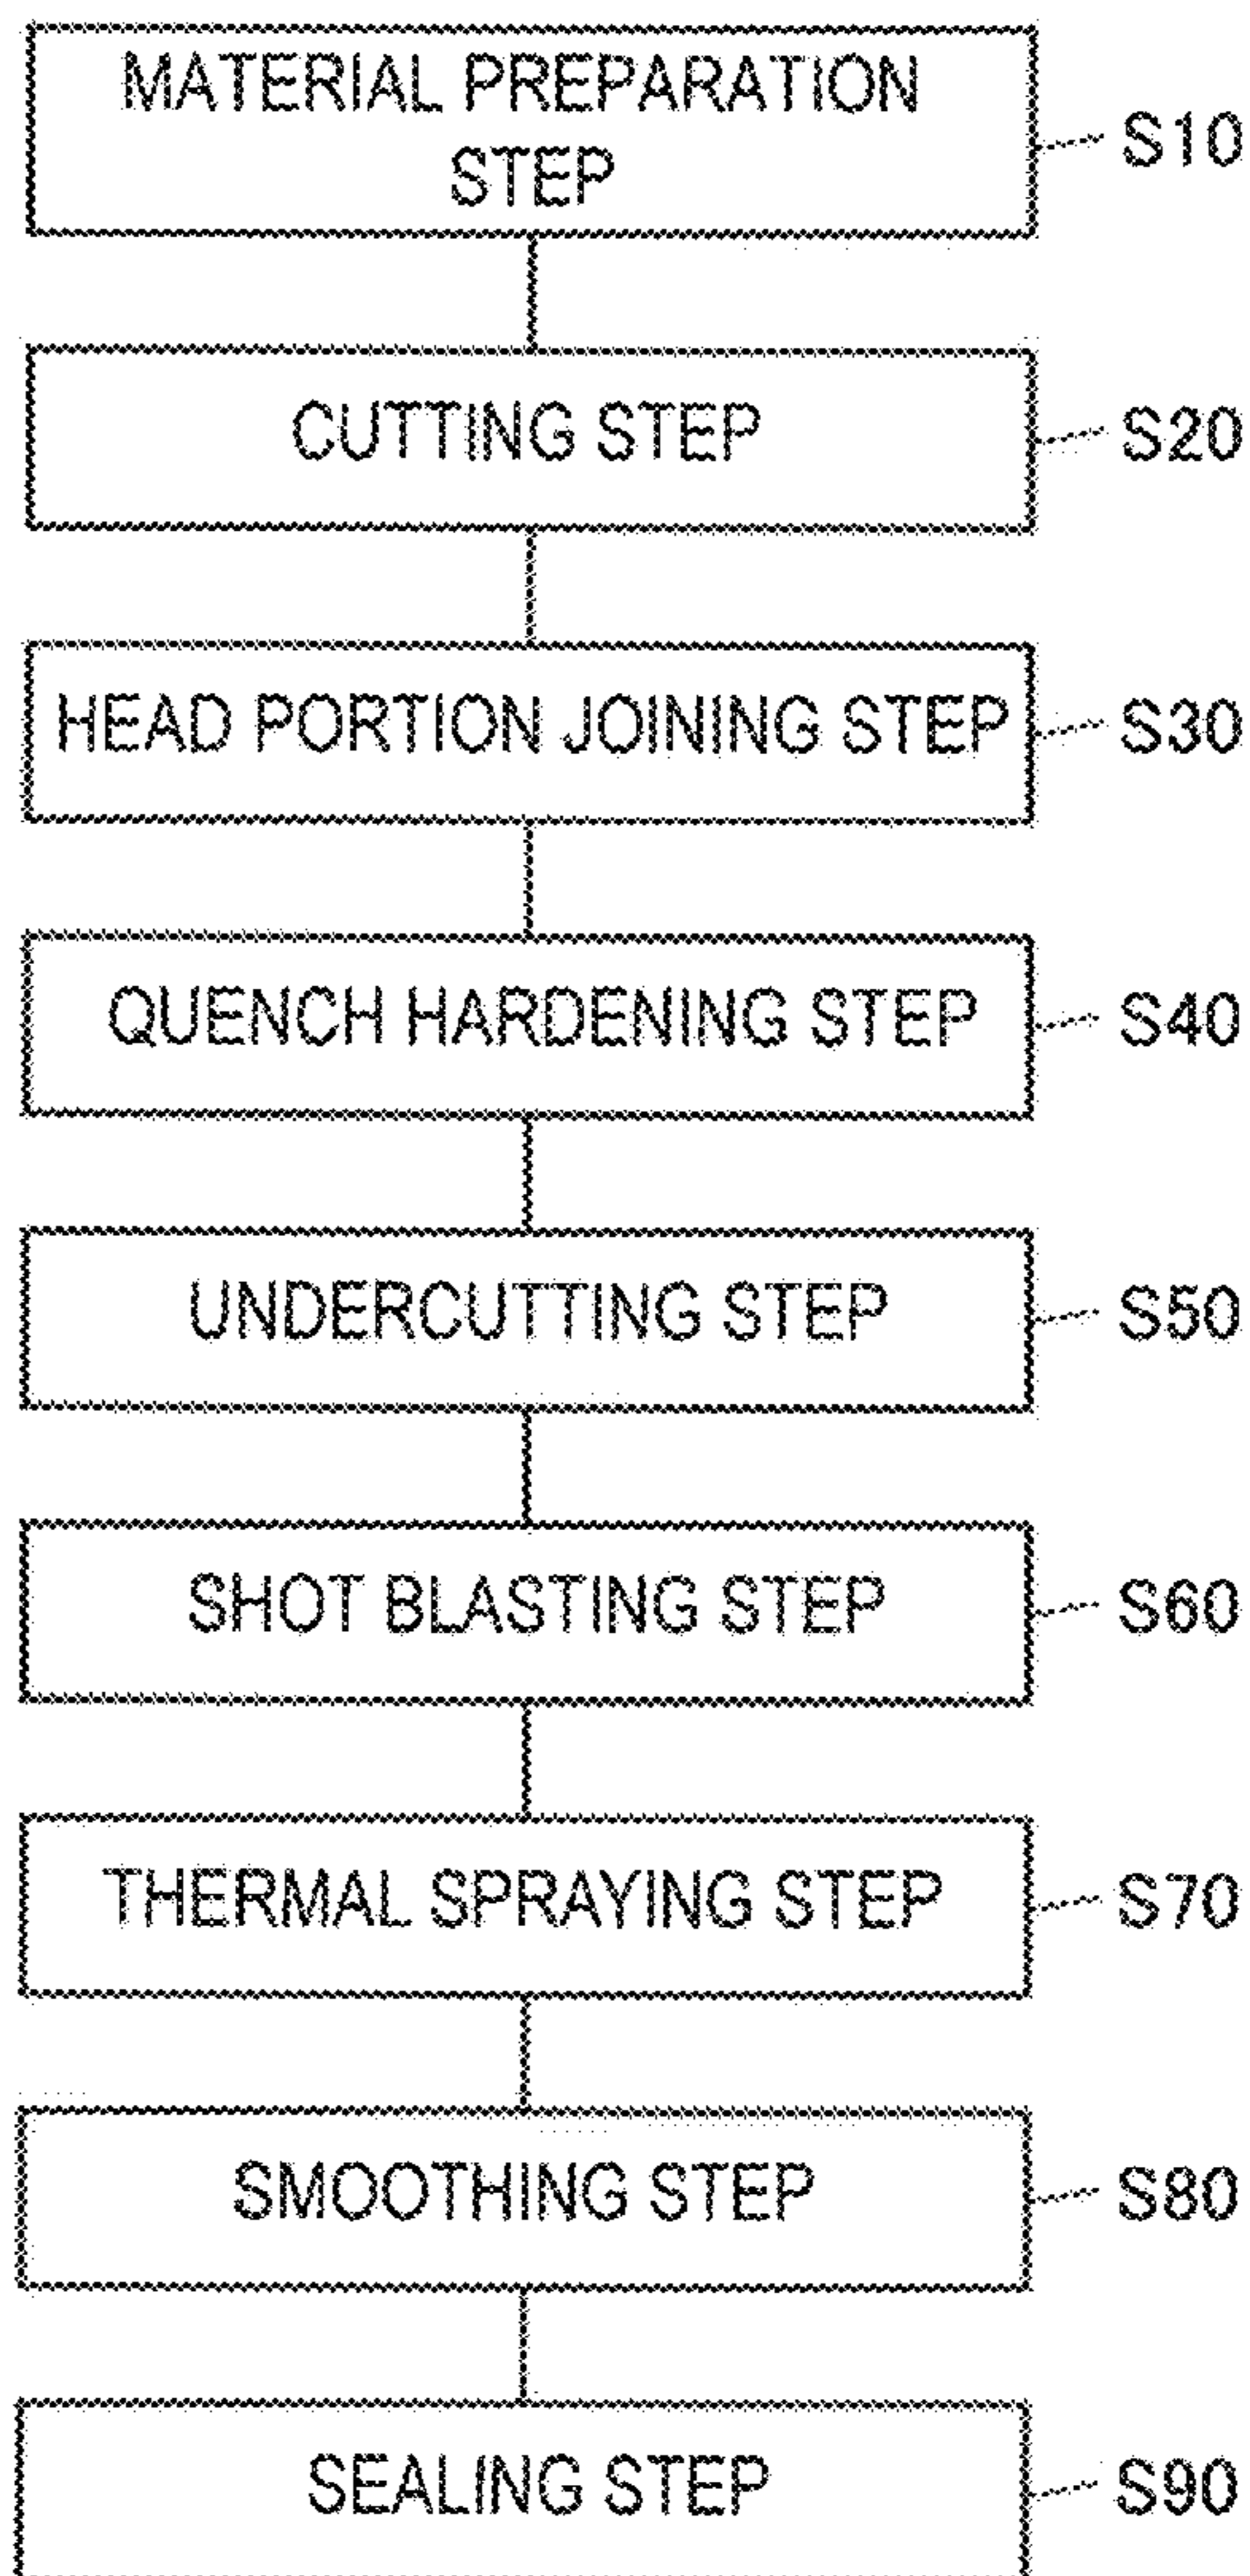 MATERIAL PREPARATION
STEP
S10
CUTTING STEP
S20
HEAD PORTION JOINING STEP
S30
QUENCH HARDENING STEP
S40
UNDERCUTTING STEP
S50
SHOT BLASTING STEP
S60
THERMAL SPRAYING STEP
S70
SMOOTHING STEP
S80
SEALING STEP
S90